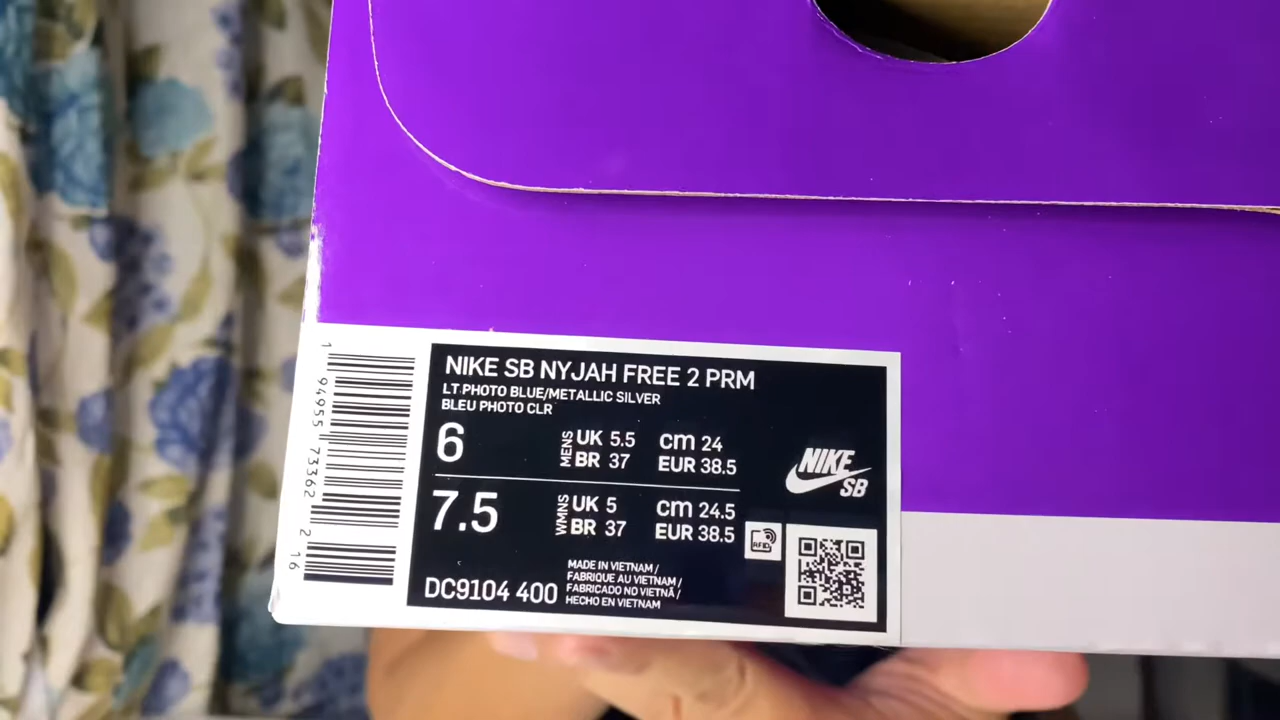 NIKE SB NYJAH FREE 2 PRM
LT PHOTO BLUE/METALLIC SILVER
BLEU PHOTO CLR
6 MENS UK 5.5 cm 24
BR 37 EUR 38.5
7.5 WMNS UK 5 cm 24.5
BR 37 EUR 38.5
NIKE
SB
RFID
DC9104 400
MADE IN VIETNAM /
FABRIQUE AU VIETNAM /
FABRICADO NO VIETNÃ /
HECHO EN VIETNAM
1 94955 73362 2 16